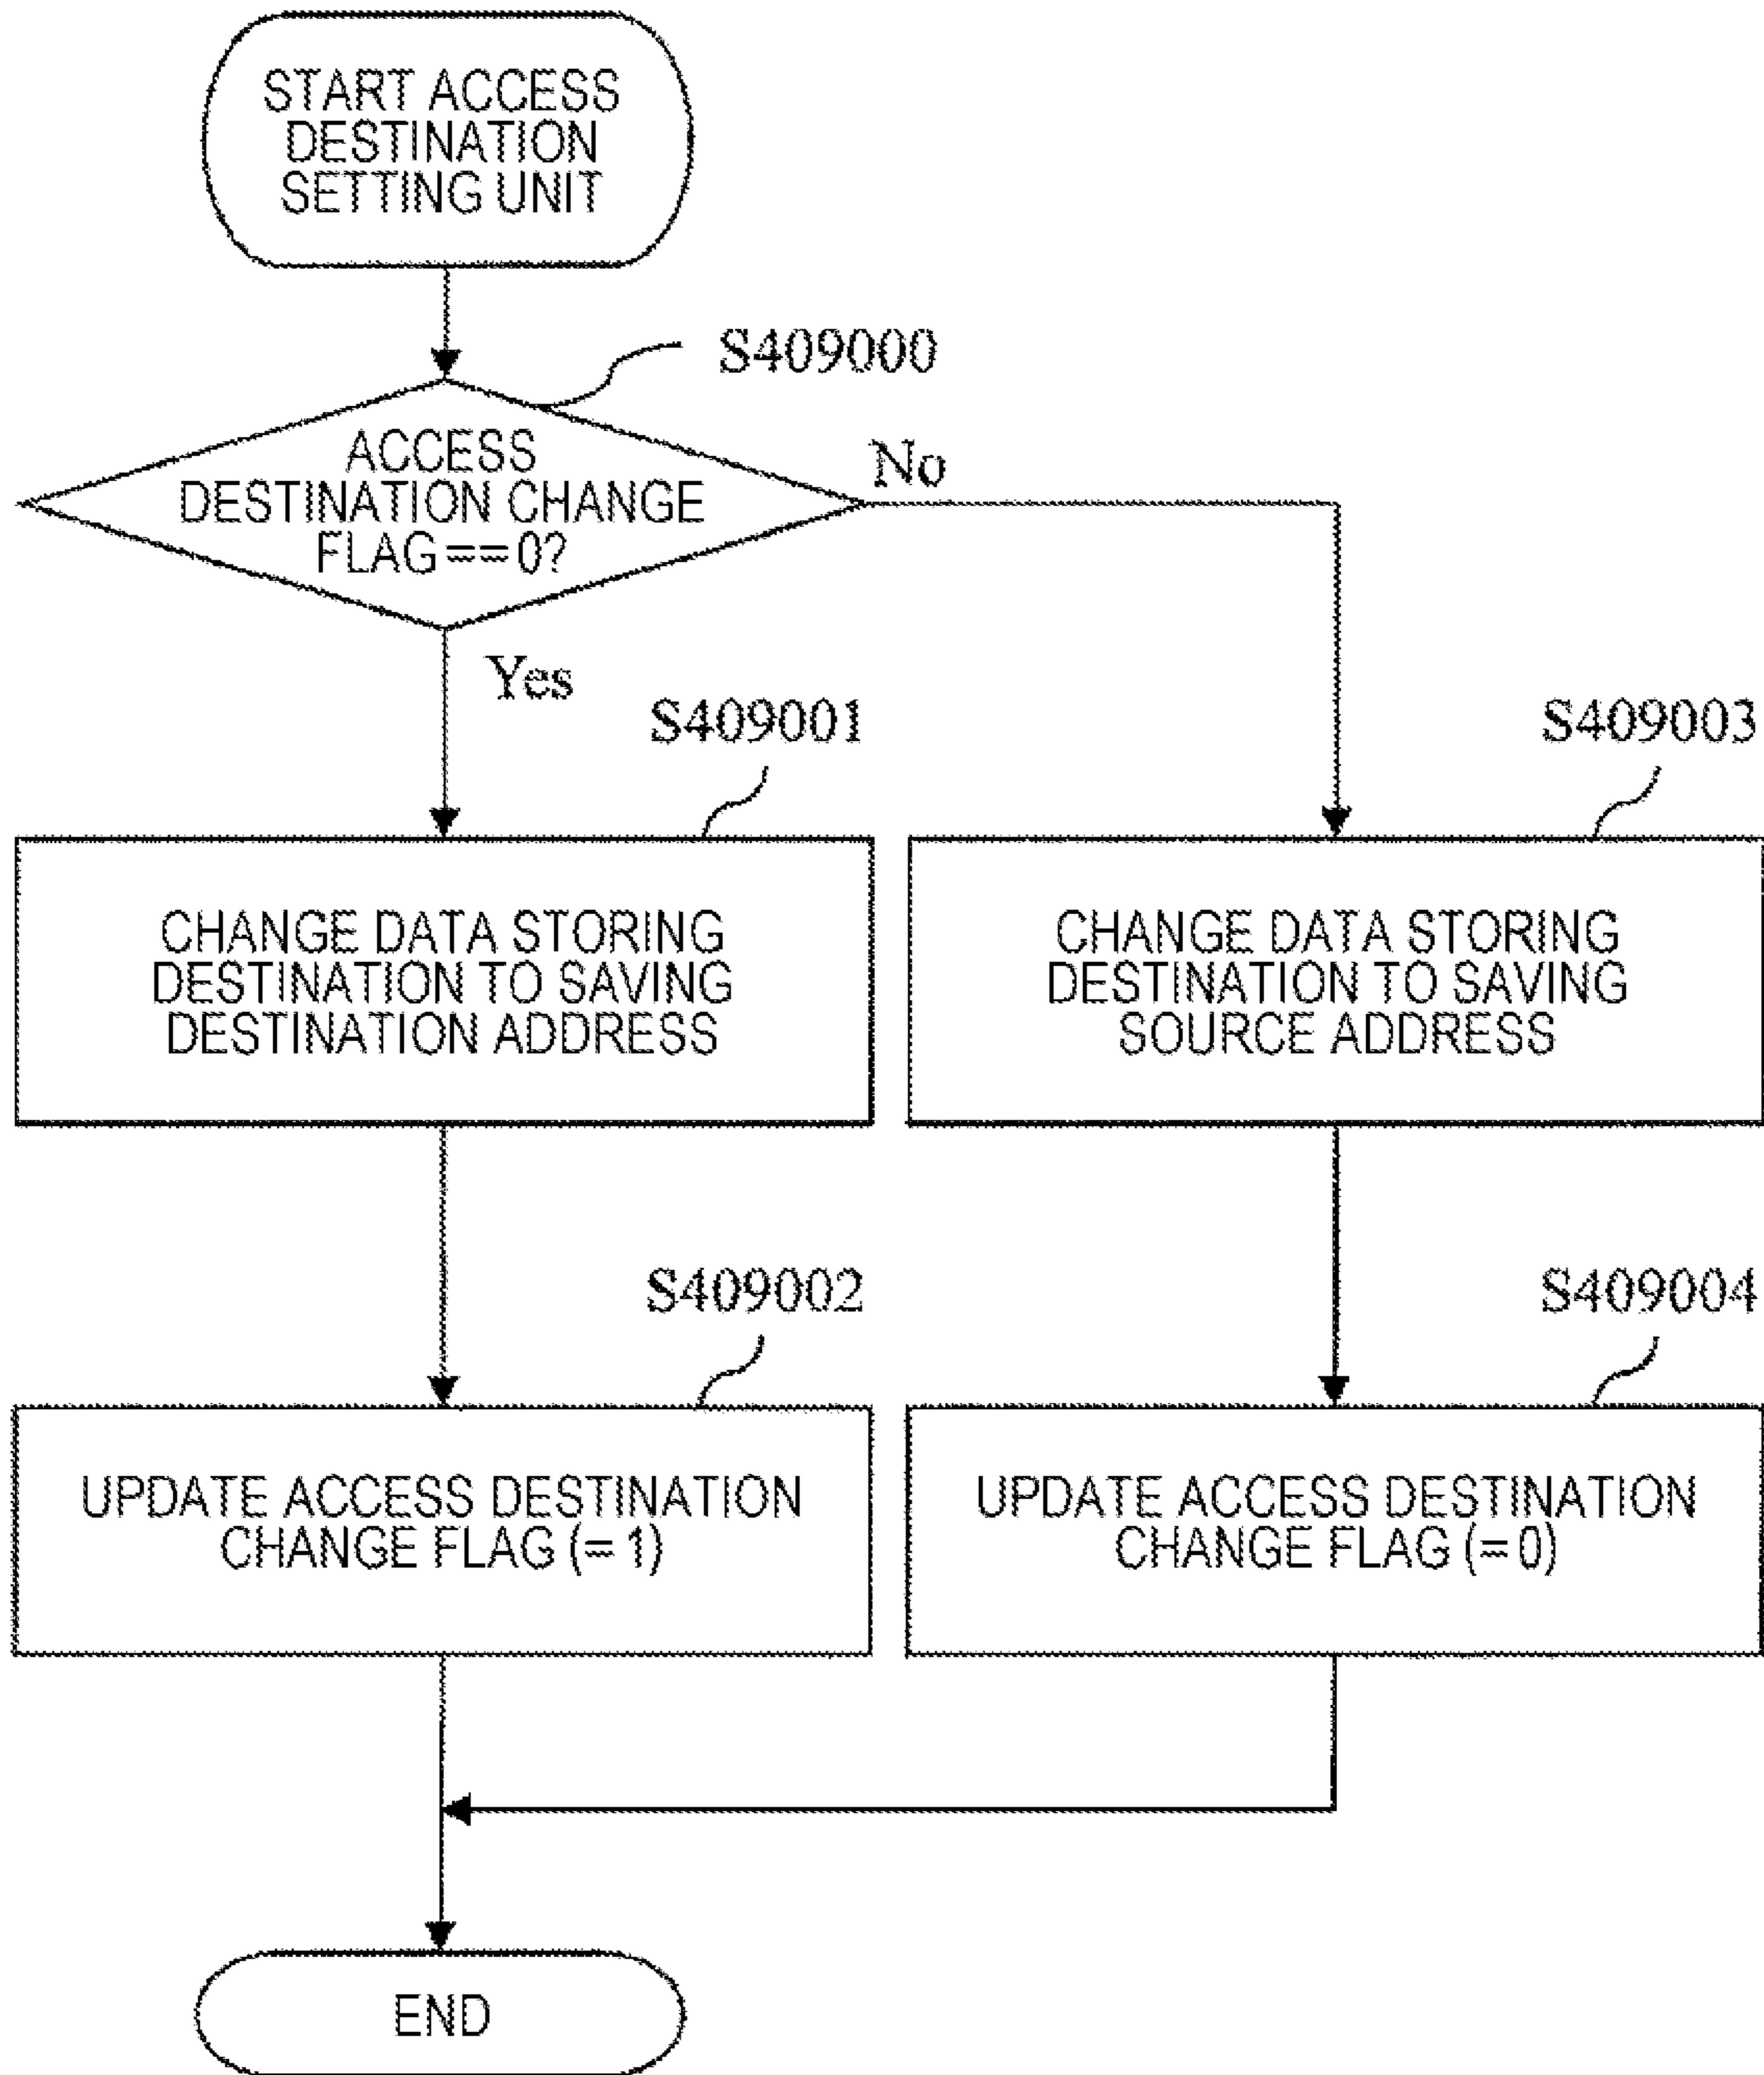 START ACCESS
DESTINATION
SETTING UNIT
S409000
ACCESS
DESTINATION CHANGE
FLAG==0?
No
Yes
S409001
S409003
CHANGE DATA STORING
DESTINATION TO SAVING
DESTINATION ADDRESS
CHANGE DATA STORING
DESTINATION TO SAVING
SOURCE ADDRESS
S409002
S409004
UPDATE ACCESS DESTINATION
CHANGE FLAG (=1)
UPDATE ACCESS DESTINATION
CHANGE FLAG (=0)
END